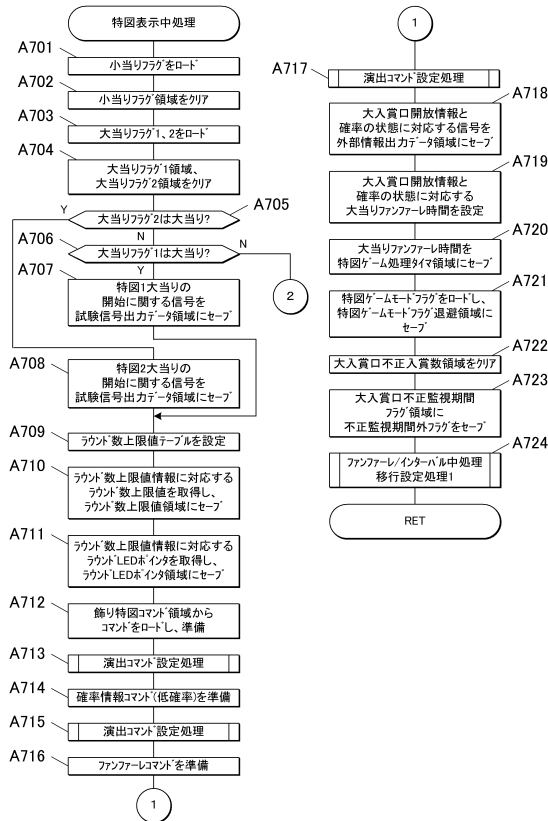 特図表示中処理
A701
小当りフラグをロード
A702
小当りフラグ領域をクリア
A703
大当りフラグ1、2をロード
A704
大当りフラグ1領域、
大当りフラグ2領域をクリア
Y
大当りフラグ2は大当り?
A705
N
A706
大当りフラグ1は大当り?
N
Y
2
A707
特図1大当りの
開始に関する信号を
試験信号出力データ領域にセーブ
A708
特図2大当りの
開始に関する信号を
試験信号出力データ領域にセーブ
A709
ラウンド数上限値テーブルを設定
A710
ラウンド数上限値情報に対応する
ラウンド数上限値を取得し、
ラウンド数上限値領域にセーブ
A711
ラウンド数上限値情報に対応する
ラウンドLEDポインタを取得し、
ラウンドLEDポインタ領域にセーブ
A712
飾り特図コマンド領域から
コマンドをロードし、準備
A713
演出コマンド設定処理
A714
確率情報コマンド(低確率)を準備
A715
演出コマンド設定処理
A716
ファンファーレコマンドを準備
1
1
A717
演出コマンド設定処理
A718
大入賞口開放情報と
確率の状態に対応する信号を
外部情報出力データ領域にセーブ
A719
大入賞口開放情報と
確率の状態に対応する
大当りファンファーレ時間を設定
A720
大当りファンファーレ時間を
特図ゲーム処理タイマ領域にセーブ
A721
特図ゲームモードフラグをロードし、
特図ゲームモードフラグ退避領域に
セーブ
A722
大入賞口不正入賞数領域をクリア
A723
大入賞口不正監視期間
フラグ領域に
不正監視期間外フラグをセーブ
A724
ファンファーレ/インターバル中処理
移行設定処理1
RET